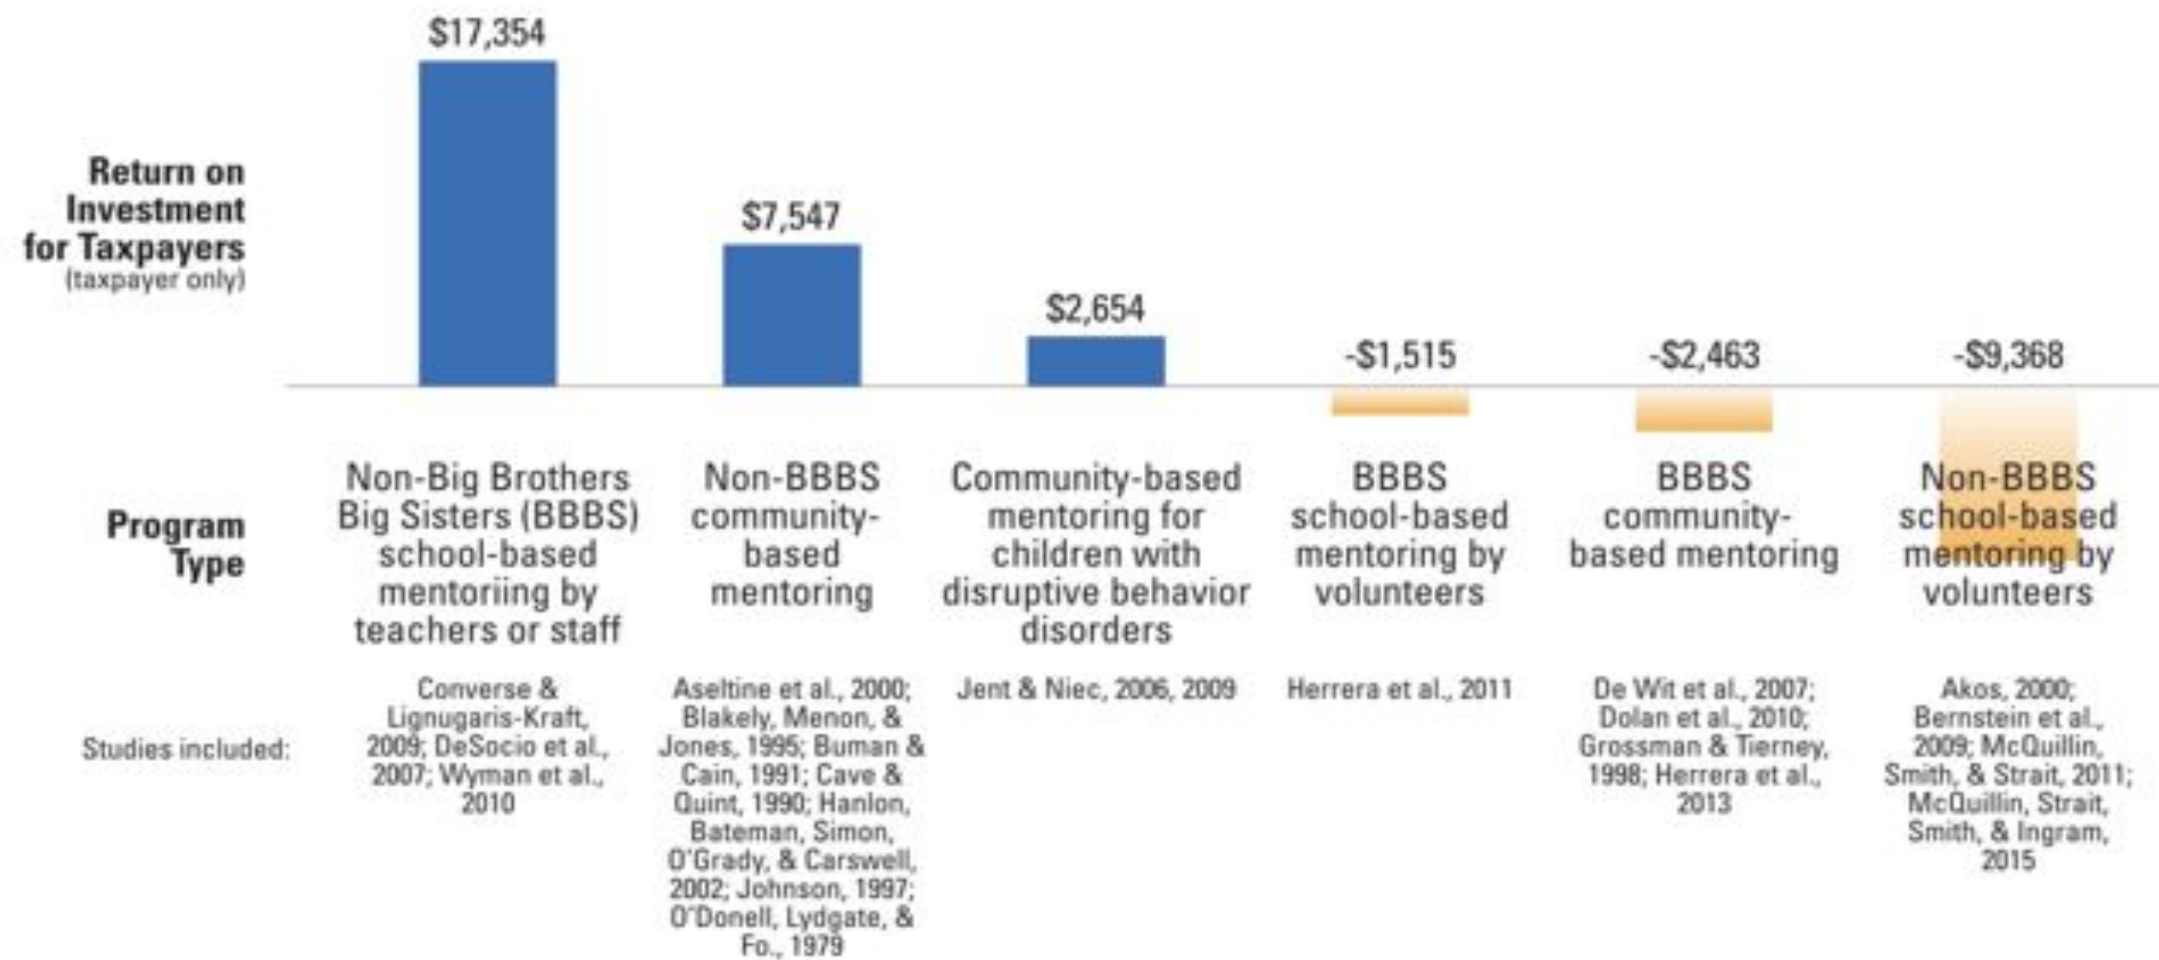 $17,354
$7,547
$2,654
-$1,515
-$2,463
-$9,368
Return on
Investment
for Taxpayers
(taxpayer only)
Program
Type
Non-Big Brothers
Big Sisters (BBBS)
school-based
mentoriing by
teachers or staff
Non-BBBS
community-
based
mentoring
Community-based
mentoring for
children with
disruptive behavior
disorders
BBBS
school-based
mentoring by
volunteers
BBBS
community-
based mentoring
Non-BBBS
school-based
mentoring by
volunteers
Studies included:
Converse &
Lignugaris-Kraft,
2009; DeSocio et al.,
2007; Wyman et al.,
2010
Aseltine et al., 2000;
Blakely, Menon, &
Jones, 1995; Buman &
Cain, 1991; Cave &
Quint, 1990; Hanlon,
Bateman, Simon,
O'Grady, & Carswell,
2002; Johnson, 1997;
O'Donell, Lydgate, &
Fo., 1979
Jent & Niec, 2006, 2009
Herrera et al., 2011
De Wit et al., 2007;
Dolan et al., 2010;
Grossman & Tierney,
1998; Herrera et al.,
2013
Akos, 2000;
Bernstein et al.,
2009; McQuillin,
Smith, & Strait, 2011;
McQuillin, Strait,
Smith, & Ingram,
2015